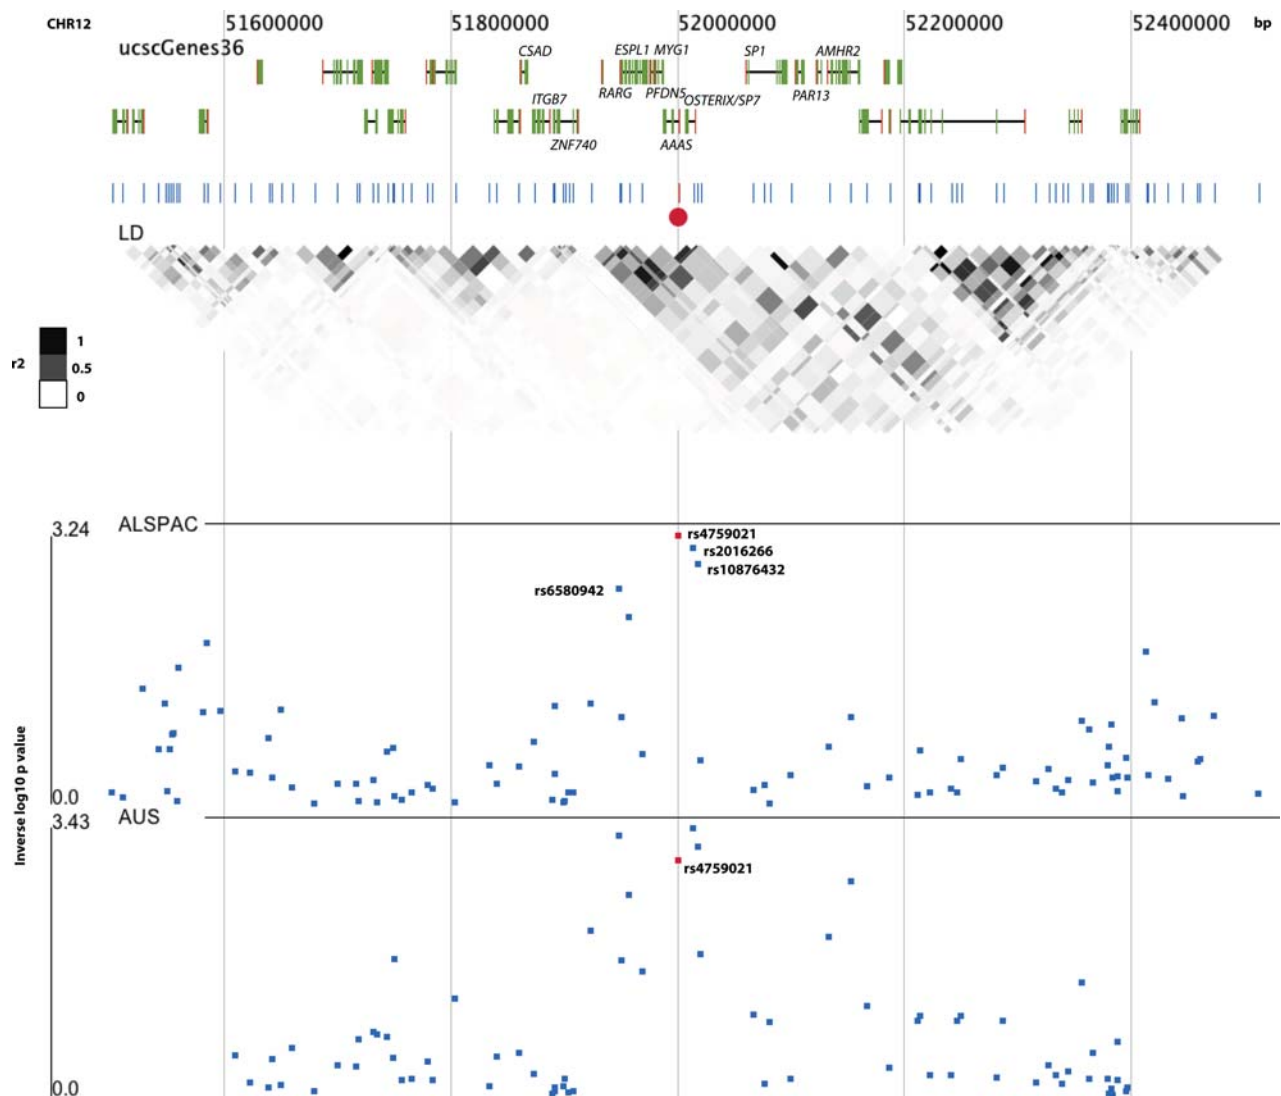 CHR12 51600000 51800000 52000000 52200000 52400000 bp
ucscGenes36
CSAD ESPL1 MYG1 SP1 AMHR2
ITGB7 RARG PFDN5 OSTERIX/SP7 PAR13
ZNF740 AAAS
LD
r2
1
0.5
0
3.24 ALSPAC
rs4759021
rs2016266
rs10876432
rs6580942
Inverse log10 p value
0.0
3.43 AUS
rs4759021
0.0